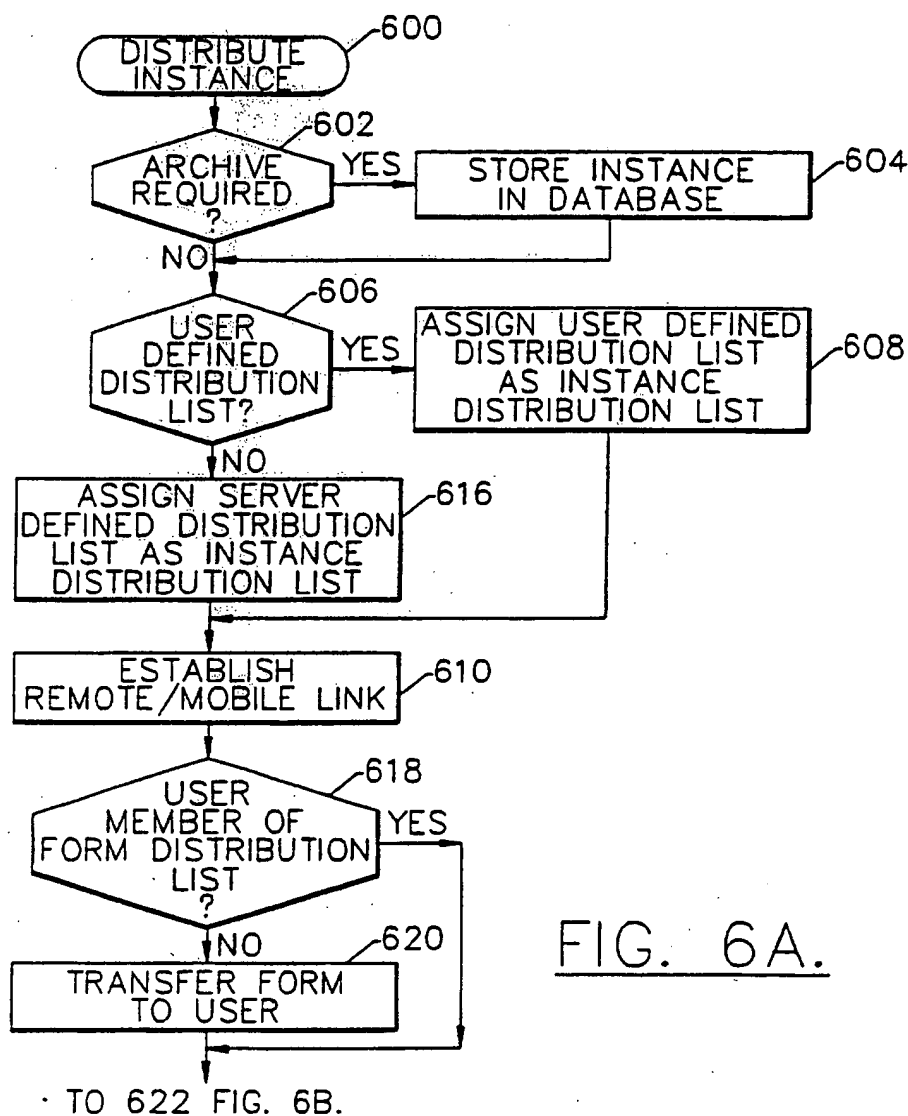 600
DISTRIBUTE
INSTANCE
602
ARCHIVE
REQUIRED
?
YES
STORE INSTANCE
IN DATABASE
604
NO
606
USER
DEFINED
DISTRIBUTION
LIST?
YES
ASSIGN USER DEFINED
DISTRIBUTION LIST
AS INSTANCE
DISTRIBUTION LIST
608
NO
ASSIGN SERVER
DEFINED DISTRIBUTION
LIST AS INSTANCE
DISTRIBUTION LIST
616
ESTABLISH
REMOTE/MOBILE LINK
610
618
USER
MEMBER OF
FORM DISTRIBUTION
LIST
?
YES
NO
620
TRANSFER FORM
TO USER
FIG. 6A.
TO 622 FIG. 6B.